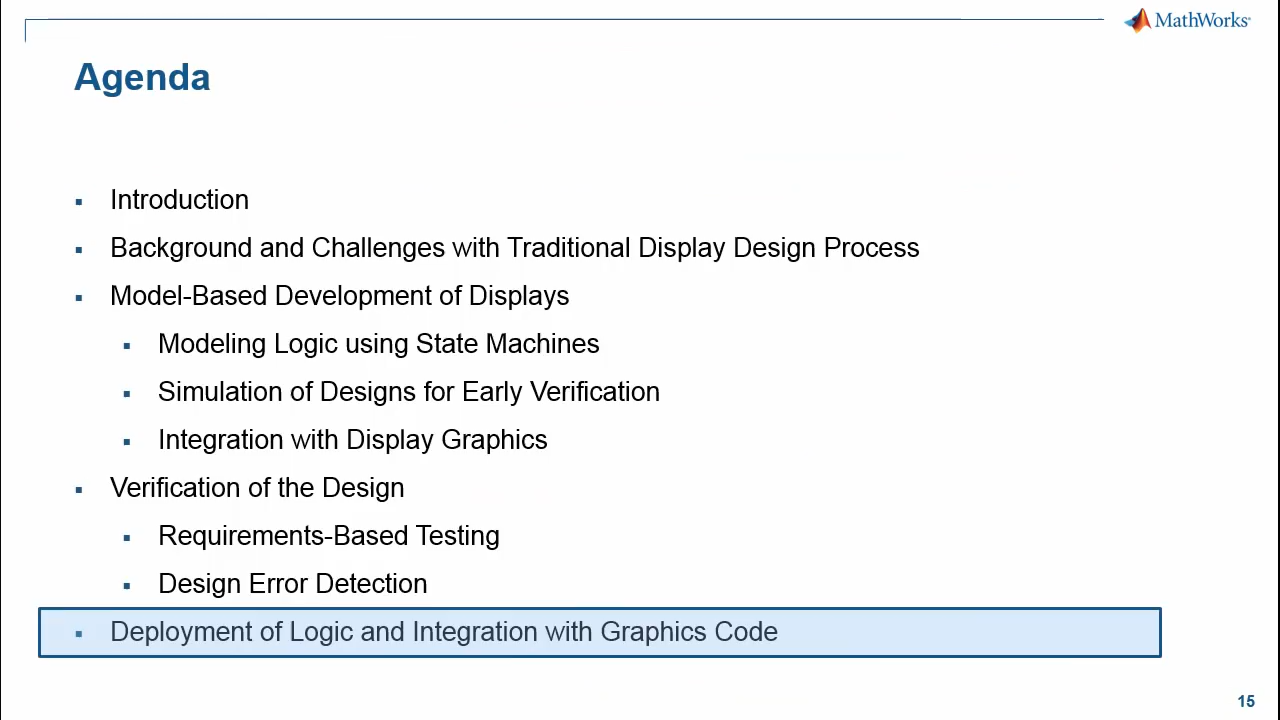 MathWorks
Agenda
Introduction
Background and Challenges with Traditional Display Design Process
Model-Based Development of Displays
Modeling Logic using State Machines
Simulation of Designs for Early Verification
Integration with Display Graphics
Verification of the Design
Requirements-Based Testing
Design Error Detection
Deployment of Logic and Integration with Graphics Code
15